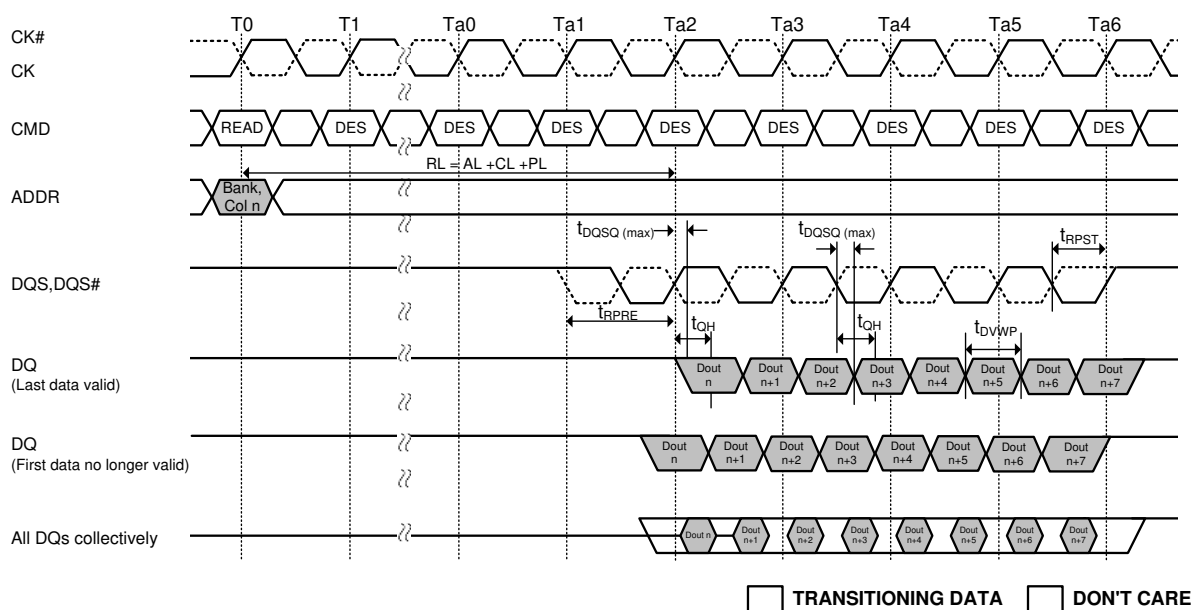 T0 T1 Ta0 Ta1 Ta2 Ta3 Ta4 Ta5 Ta6
CK#
CK
CMD READ DES DES DES DES DES DES DES DES
RL = AL +CL +PL
ADDR Bank, Col n
tDQSQ (max) tDQSQ (max) tRPST
DQS,DQS#
tRPRE tQH tQH tDVWP
DQ
(Last data valid)
Dout n Dout n+1 Dout n+2 Dout n+3 Dout n+4 Dout n+5 Dout n+6 Dout n+7
DQ
(First data no longer valid)
Dout n Dout n+1 Dout n+2 Dout n+3 Dout n+4 Dout n+5 Dout n+6 Dout n+7
All DQs collectively Dout n Dout n+1 Dout n+2 Dout n+3 Dout n+4 Dout n+5 Dout n+6 Dout n+7
TRANSITIONING DATA DON'T CARE